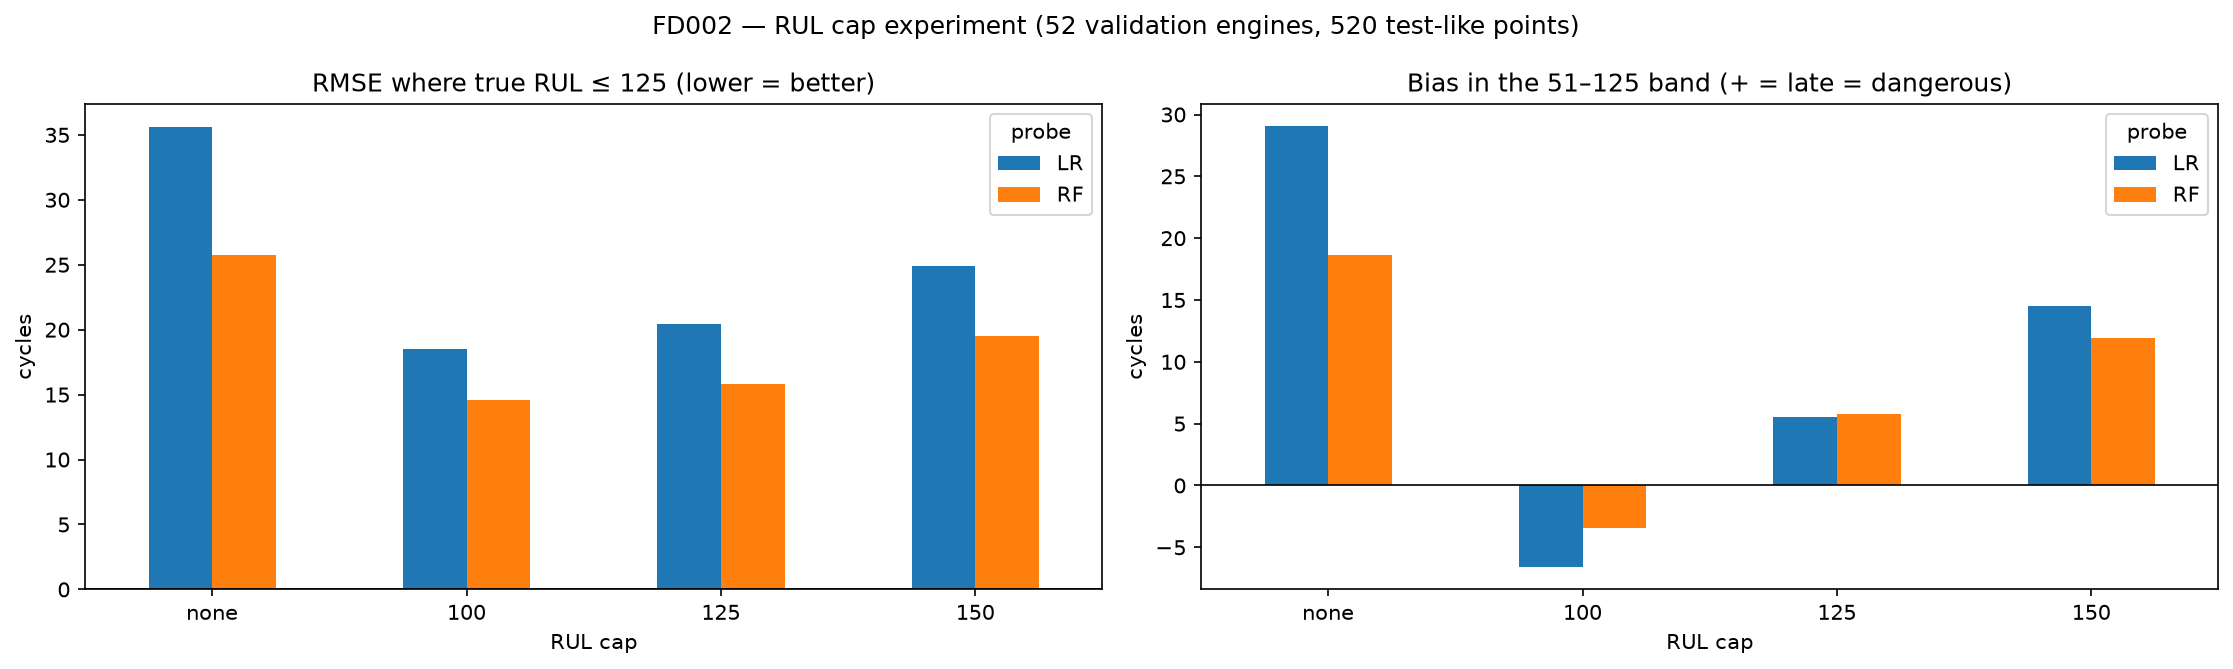 FD002 — RUL cap experiment (52 validation engines, 520 test-like points)
RMSE where true RUL ≤ 125 (lower = better)
cycles
35
30
25
20
15
10
5
0
none
100
125
150
RUL cap
probe
LR
RF
Bias in the 51–125 band (+ = late = dangerous)
cycles
30
25
20
15
10
5
0
−5
none
100
125
150
RUL cap
probe
LR
RF